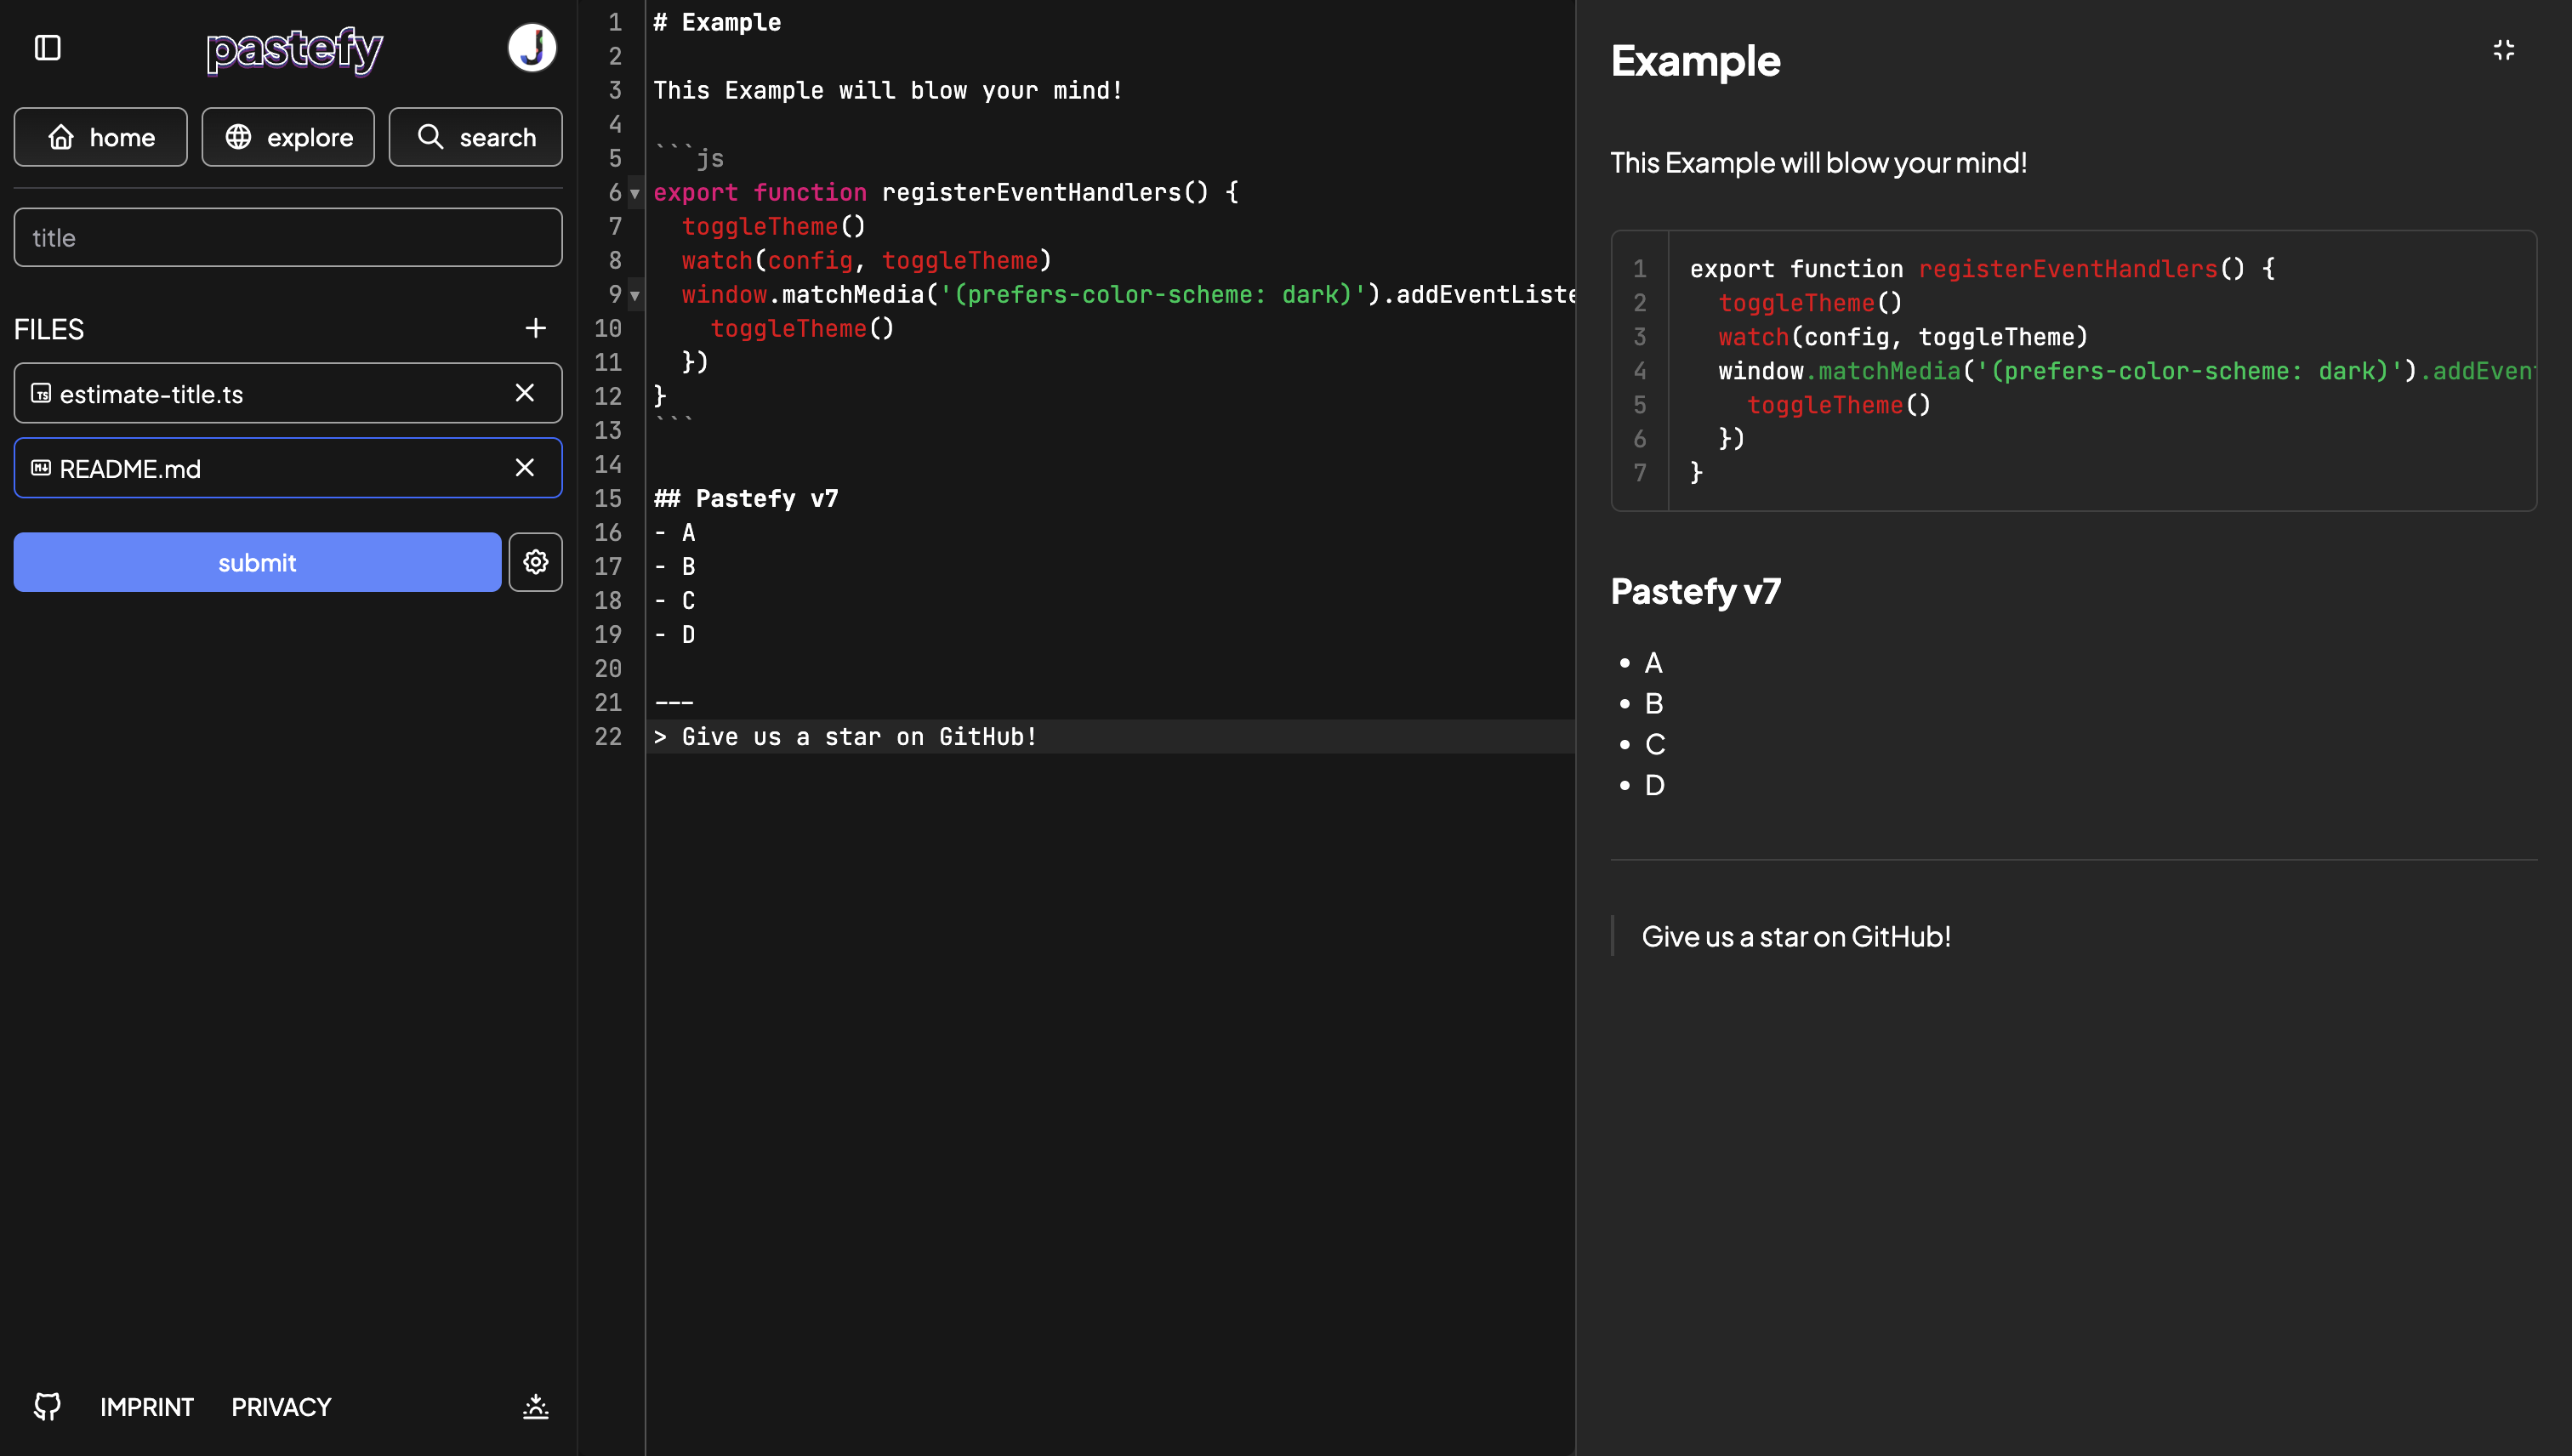 pastefy
J
home
explore
search
title
FILES
TS estimate-title.ts
M README.md
submit
IMPRINT
PRIVACY
1 # Example
2
3 This Example will blow your mind!
4
5 ```js
6 export function registerEventHandlers() {
7   toggleTheme()
8   watch(config, toggleTheme)
9   window.matchMedia('(prefers-color-scheme: dark)').addEventListe
10     toggleTheme()
11   })
12 }
13 ```
14
15 ## Pastefy v7
16 - A
17 - B
18 - C
19 - D
20
21 ---
22 > Give us a star on GitHub!
Example
This Example will blow your mind!
1 export function registerEventHandlers() {
2   toggleTheme()
3   watch(config, toggleTheme)
4   window.matchMedia('(prefers-color-scheme: dark)').addEvent
5     toggleTheme()
6   })
7 }
Pastefy v7
• A
• B
• C
• D
Give us a star on GitHub!